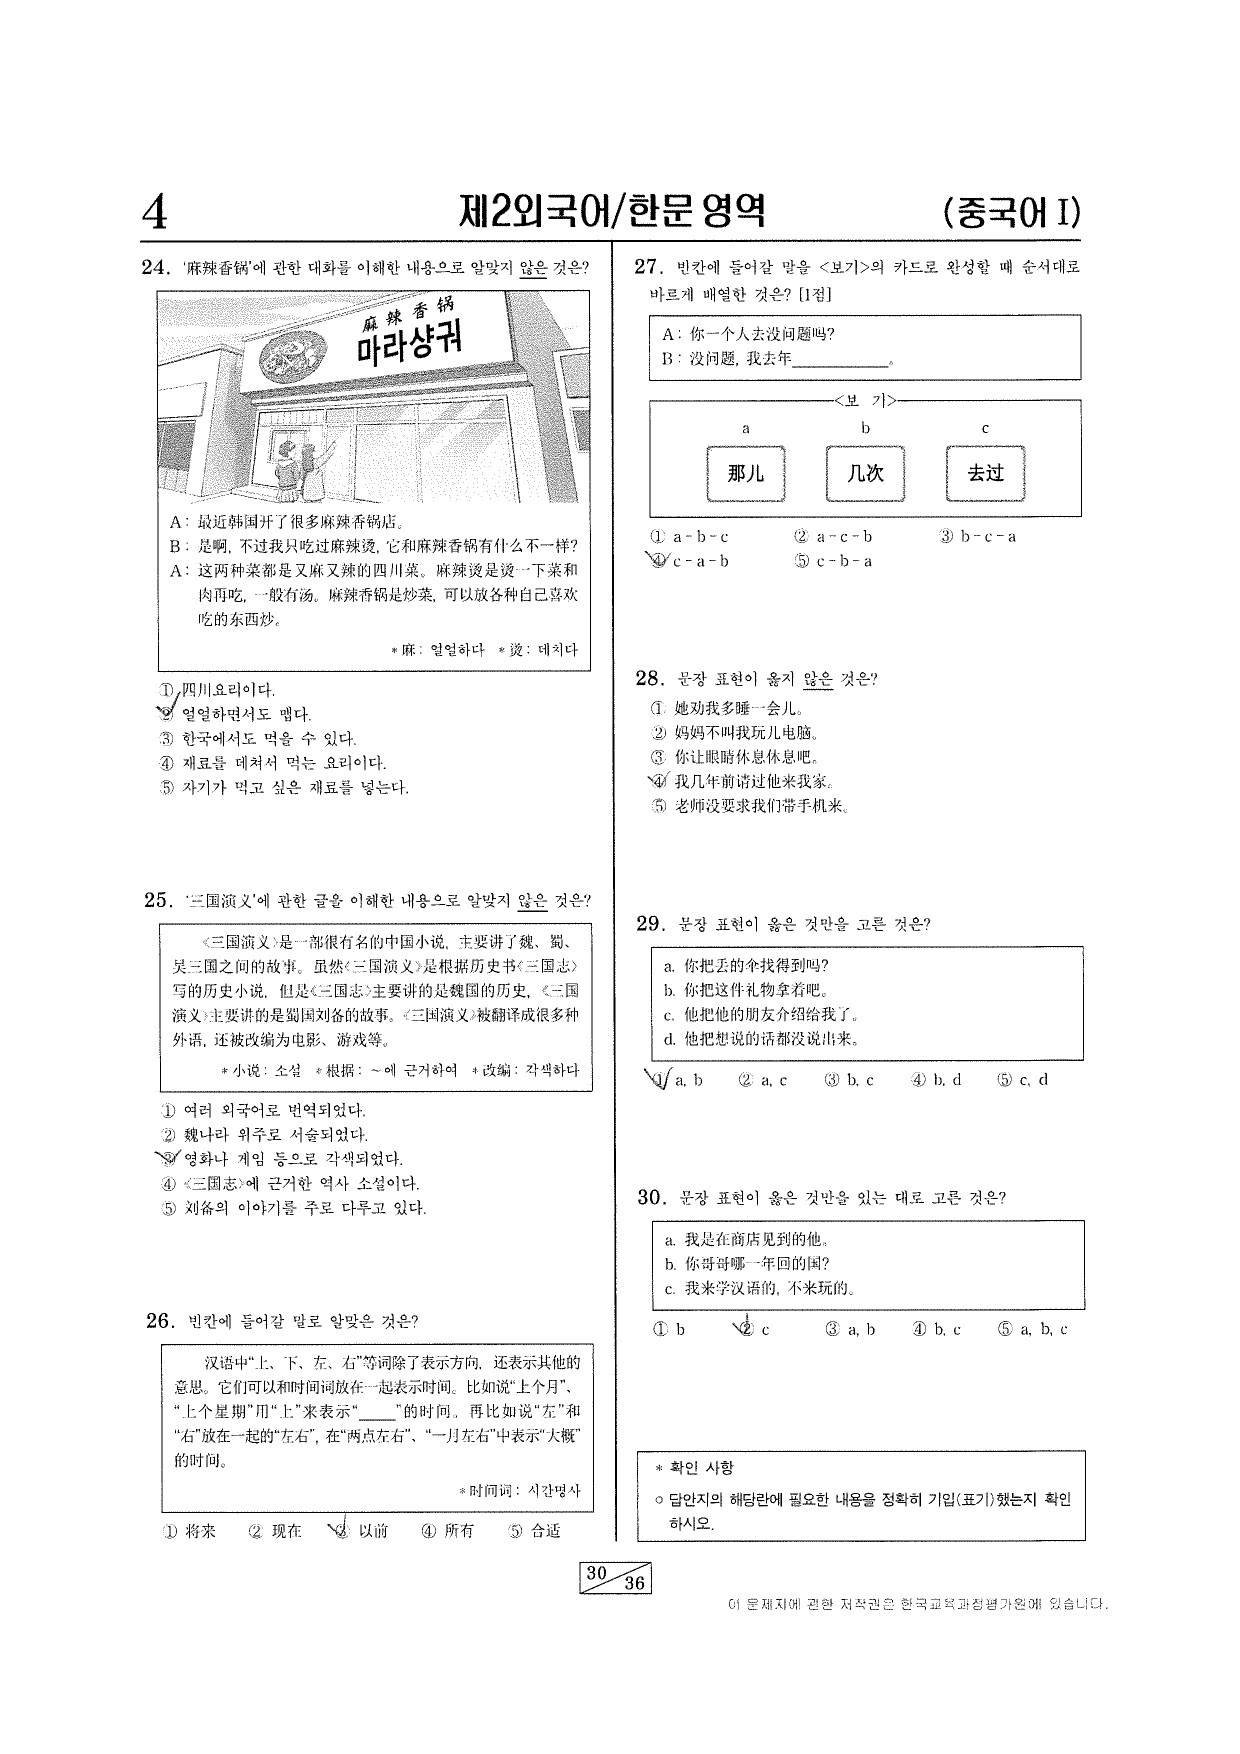 4
제2외국어/한문 영역
(중국어 I)
24. ‘麻辣香锅’에 관한 대화를 이해한 내용으로 알맞지 않은 것은?
麻辣香锅
마라샹궈
A: 最近韩国开了很多麻辣香锅店。
B: 是啊, 不过我只吃过麻辣烫, 它和麻辣香锅有什么不一样?
A: 这两种菜都是又麻又辣的四川菜。麻辣烫是烫一下菜和
肉再吃, 一般有汤。麻辣香锅是炒菜, 可以放各种自己喜欢
吃的东西炒。
* 麻: 얼얼하다 * 烫: 데치다
① 四川요리이다.
② 얼얼하면서도 맵다.
③ 한국에서도 먹을 수 있다.
④ 재료를 데쳐서 먹는 요리이다.
⑤ 자기가 먹고 싶은 재료를 넣는다.
25. ‘三国演义’에 관한 글을 이해한 내용으로 알맞지 않은 것은?
《三国演义》是一部很有名的中国小说, 主要讲了魏、蜀、
吴三国之间的故事。虽然《三国演义》是根据历史书《三国志》
写的历史小说, 但是《三国志》主要讲的是魏国的历史, 《三国
演义》主要讲的是蜀国刘备的故事。《三国演义》被翻译成很多种
外语, 还被改编为电影、游戏等。
* 小说: 소설 * 根据: ~에 근거하여 * 改编: 각색하다
① 여러 외국어로 번역되었다.
② 魏나라 위주로 서술되었다.
③ 영화나 게임 등으로 각색되었다.
④ 《三国志》에 근거한 역사 소설이다.
⑤ 刘备의 이야기를 주로 다루고 있다.
26. 빈칸에 들어갈 말로 알맞은 것은?
汉语中“上、下、左、右”等词除了表示方向, 还表示其他的
意思。它们可以和时间词放在一起表示时间。比如说“上个月”、
“上个星期”用“上”来表示“____”的时间。再比如说“左”和
“右”放在一起的“左右”, 在“两点左右”、“一月左右”中表示“大概”
的时间。
* 时间词: 시간명사
① 将来 ② 现在 ③ 以前 ④ 所有 ⑤ 合适
27. 빈칸에 들어갈 말을 <보기>의 카드로 완성할 때 순서대로
바르게 배열한 것은? [1점]
A: 你一个人去没问题吗?
B: 没问题, 我去年__________。
<보 기>
a b c
那儿 几次 去过
① a-b-c ② a-c-b ③ b-c-a
④ c-a-b ⑤ c-b-a
28. 문장 표현이 옳지 않은 것은?
① 她劝我多睡一会儿。
② 妈妈不叫我玩儿电脑。
③ 你让眼睛休息休息吧。
④ 我几年前请过他来我家。
⑤ 老师没要求我们带手机来。
29. 문장 표현이 옳은 것만을 고른 것은?
a. 你把丢的伞找得到吗?
b. 你把这件礼物拿着吧。
c. 他把他的朋友介绍给我了。
d. 他把想说的话都没说出来。
① a, b ② a, c ③ b, c ④ b, d ⑤ c, d
30. 문장 표현이 옳은 것만을 있는 대로 고른 것은?
a. 我是在商店见到的他。
b. 你哥哥哪一年回的国?
c. 我来学汉语的, 不来玩的。
① b ② c ③ a, b ④ b, c ⑤ a, b, c
* 확인 사항
○ 답안지의 해당란에 필요한 내용을 정확히 기입(표기)했는지 확인
하시오.
30
36
이 문제지에 관한 저작권은 한국교육과정평가원에 있습니다.